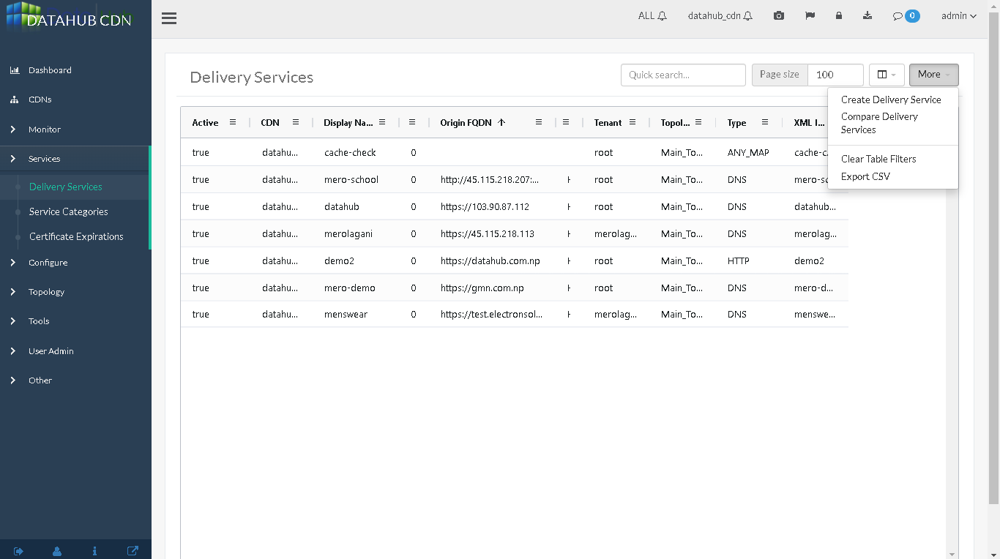 DATAHUB CDN
ALL datahub_cdn 0 admin
Dashboard
CDNs
Monitor
Services
Delivery Services
Service Categories
Certificate Expirations
Configure
Topology
Tools
User Admin
Other
Delivery Services Quick search... Page size 100 More
Create Delivery Service
Compare Delivery
Services
Clear Table Filters
Export CSV
Active CDN Display Na... Origin FQDN Tenant Topol... Type XML I...
true datahu... cache-check 0 root Main_To... ANY_MAP cache-c
true datahu... mero-school 0 http://45.115.218.207:... root Main_To... DNS mero-sc
true datahu... datahub 0 https://103.90.87.112 root Main_To... DNS datahub...
true datahu... merolagani 0 https://45.115.218.113 merolag... Main_To... DNS merolag...
true datahu... demo2 0 https://datahub.com.np root Main_To... HTTP demo2
true datahu... mero-demo 0 https://gmn.com.np root Main_To... DNS mero-d...
true datahu... menswear 0 https://test.electronsol... merolag... Main_To... DNS menswe...